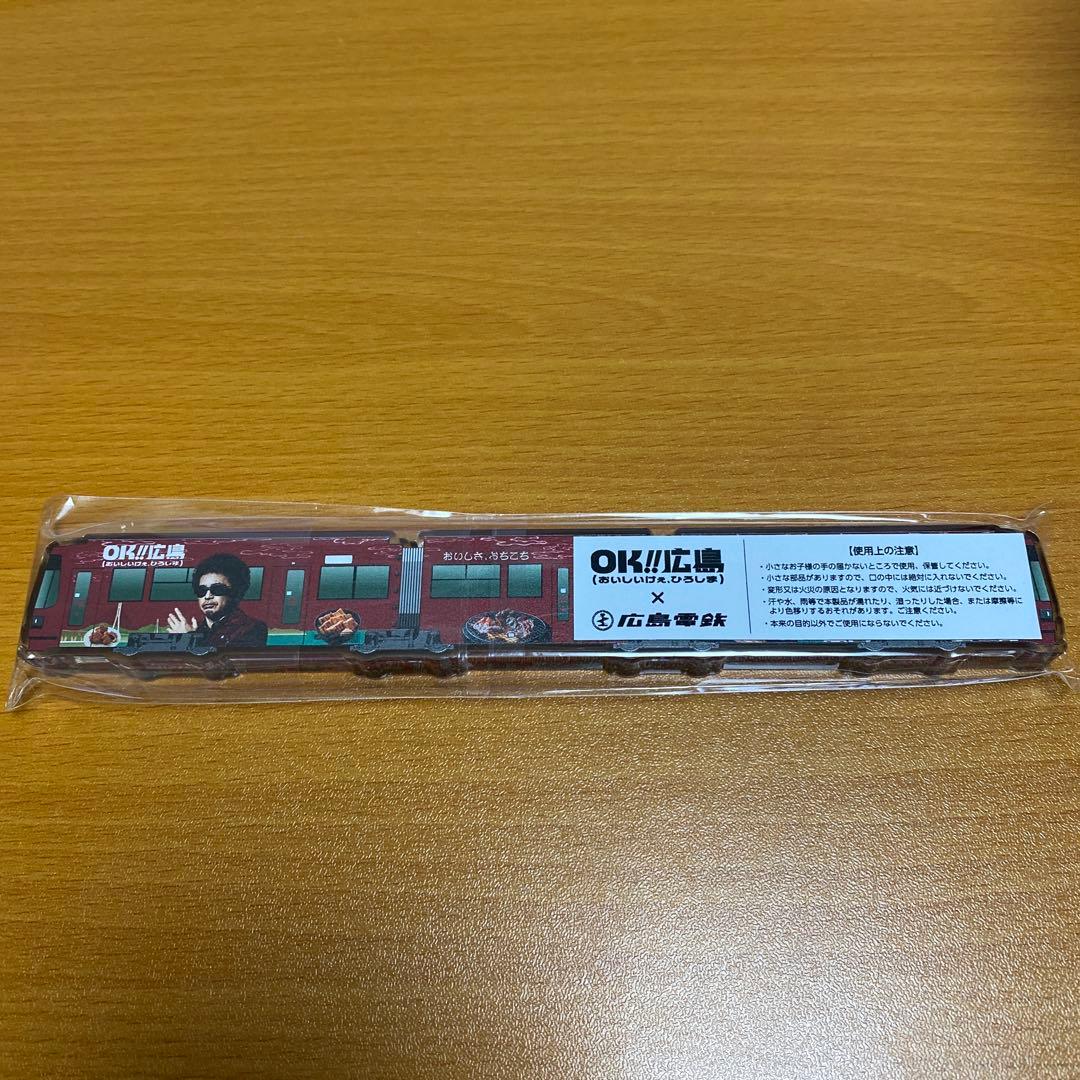 OK!!広島
(おいしいけぇ、ひろしま)
おいしさ、あちこち
OK!!広島
(おいしいけぇ、ひろしま)
×
広島電鉄
【使用上の注意】
・小さなお子様の手の届かないところで使用、保管してください。
・小さな部品がありますので、口の中には絶対に入れないでください。
・変形又は火災の原因となりますので、火気には近づけないでください。
・汗や水、雨等で本製品が濡れたり、湿ったりした場合、または摩擦等に
より色移りするおそれがあります。ご注意ください。
・本来の目的以外でご使用にならないでください。